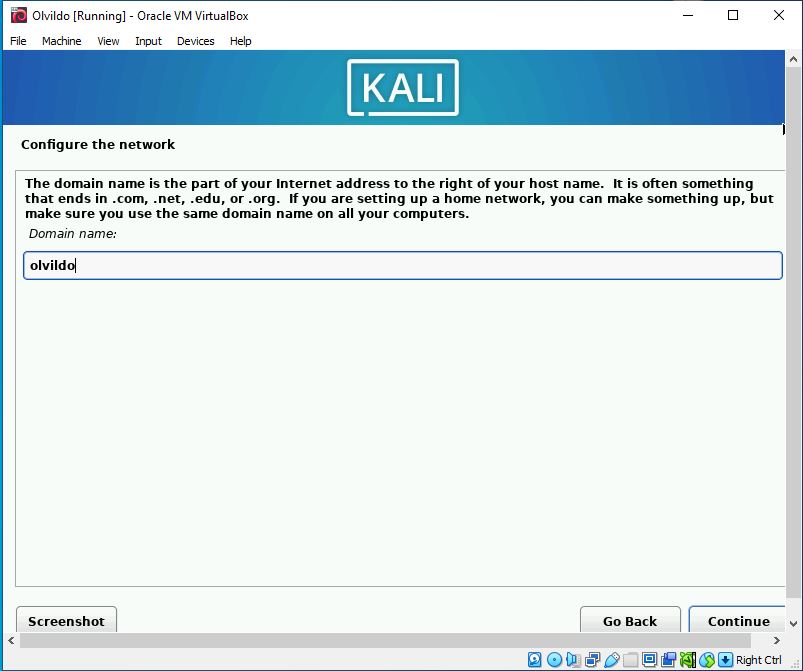 Olvildo [Running] - Oracle VM VirtualBox
File Machine View Input Devices Help
KALI
Configure the network
The domain name is the part of your Internet address to the right of your host name. It is often something
that ends in .com, .net, .edu, or .org. If you are setting up a home network, you can make something up, but
make sure you use the same domain name on all your computers.
Domain name:
olvildo
Screenshot Go Back Continue
Right Ctrl